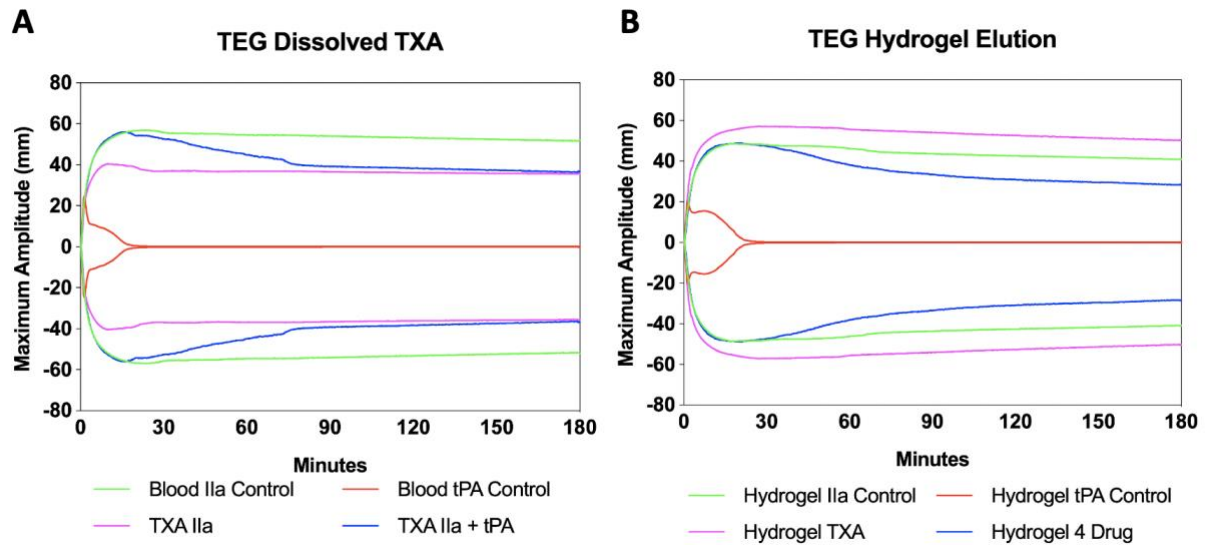 A
TEG Dissolved TXA
Maximum Amplitude (mm)
80
60
40
20
0
-20
-40
-60
-80
0 30 60 90 120 150 180
Minutes
Blood IIa Control Blood tPA Control
TXA IIa TXA IIa + tPA
B
TEG Hydrogel Elution
Maximum Amplitude (mm)
80
60
40
20
0
-20
-40
-60
-80
0 30 60 90 120 150 180
Minutes
Hydrogel IIa Control Hydrogel tPA Control
Hydrogel TXA Hydrogel 4 Drug